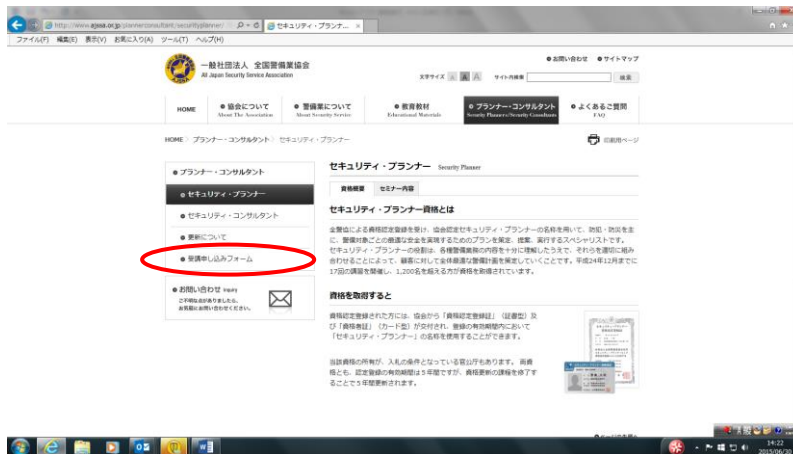 http://www.ajssa.or.jp/plannerconsultant/securityplanner/
セキュリティ・プランナ... ×
ファイル(F) 編集(E) 表示(V) お気に入り(A) ツール(T) ヘルプ(H)
お問い合わせ サイトマップ
一般社団法人 全国警備業協会
All Japan Security Service Association
文字サイズ A A A サイト内検索 検索
HOME 協会について 警備業について 教育教材 プランナー・コンサルタント よくあるご質問
About The Association About Security Service Educational Materials Security Planners/Security Consultants FAQ
HOME プランナー・コンサルタント セキュリティ・プランナー
印刷用ページ
プランナー・コンサルタント
セキュリティ・プランナー
セキュリティ・コンサルタント
更新について
受講申し込みフォーム
お問い合わせ Inquiry
ご不明な点が
ありましたら、
お気軽にお問い合わせください。
セキュリティ・プランナー Security Planner
資格概要 セミナー内容
セキュリティ・プランナー資格とは
全警協による資格認定登録を受け、協会認定セキュリティ・プランナーの名称を用いて、防犯・防災を主
に、警備対象ごとの最適な安全を実現するためのプランを策定、提案、実行するスペシャリストです。
セキュリティ・プランナーの役割は、各種警備業務の内容を十分に理解したうえで、それらを適切に組み
合わせることによって、顧客に対して全体最適な警備計画を策定していくことです。平成24年12月までに
17回の講習を開催し、1,200名を超える方が資格を取得されています。
資格を取得すると
資格認定登録された方には、協会から「資格認定登録証」(証書型)及
び「資格者証」(カード型)が交付され、登録の有効期間内において
「セキュリティ・プランナー」の名称を使用することができます。
当該資格の所有が、入札の条件となっている官公庁もあります。 両資
格とも、認定登録の有効期間は5年間ですが、資格更新の課程を修了す
ることで5年間更新されます。
14:22
2015/06/30